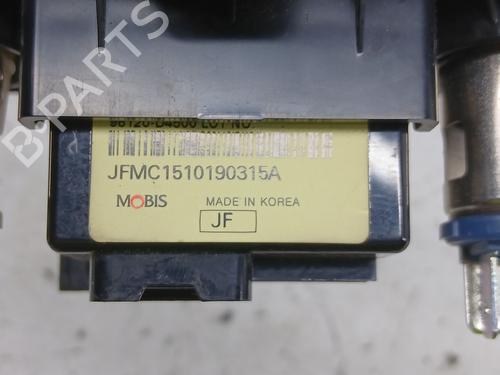 JFMC1510190315A
MOBIS MADE IN KOREA
JF
B-PARTS